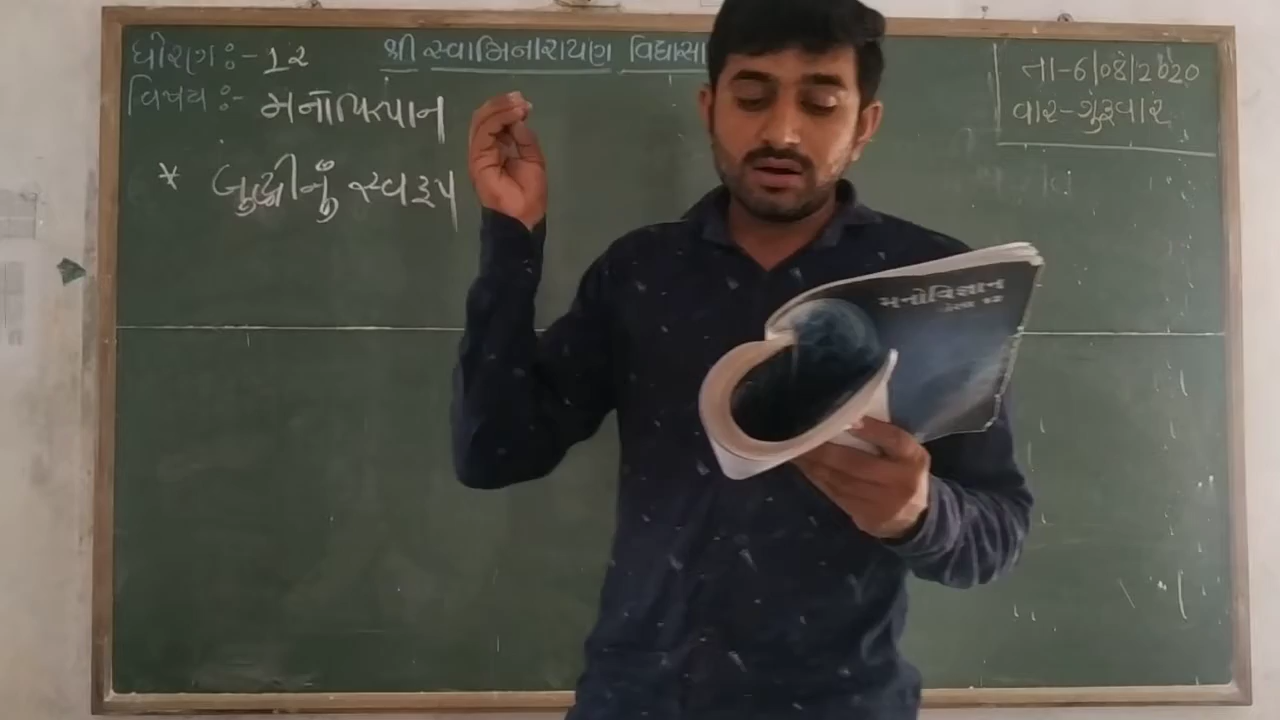 ધોરણ :- 12
શ્રી સ્વામિનારાયણ વિદ્યાસા
તા-6/08/2020
વિષય :- મનોવિજ્ઞાન
વાર-ગુરૂવાર
* બુદ્ધીનું સ્વરૂપ
મનોવિજ્ઞાન